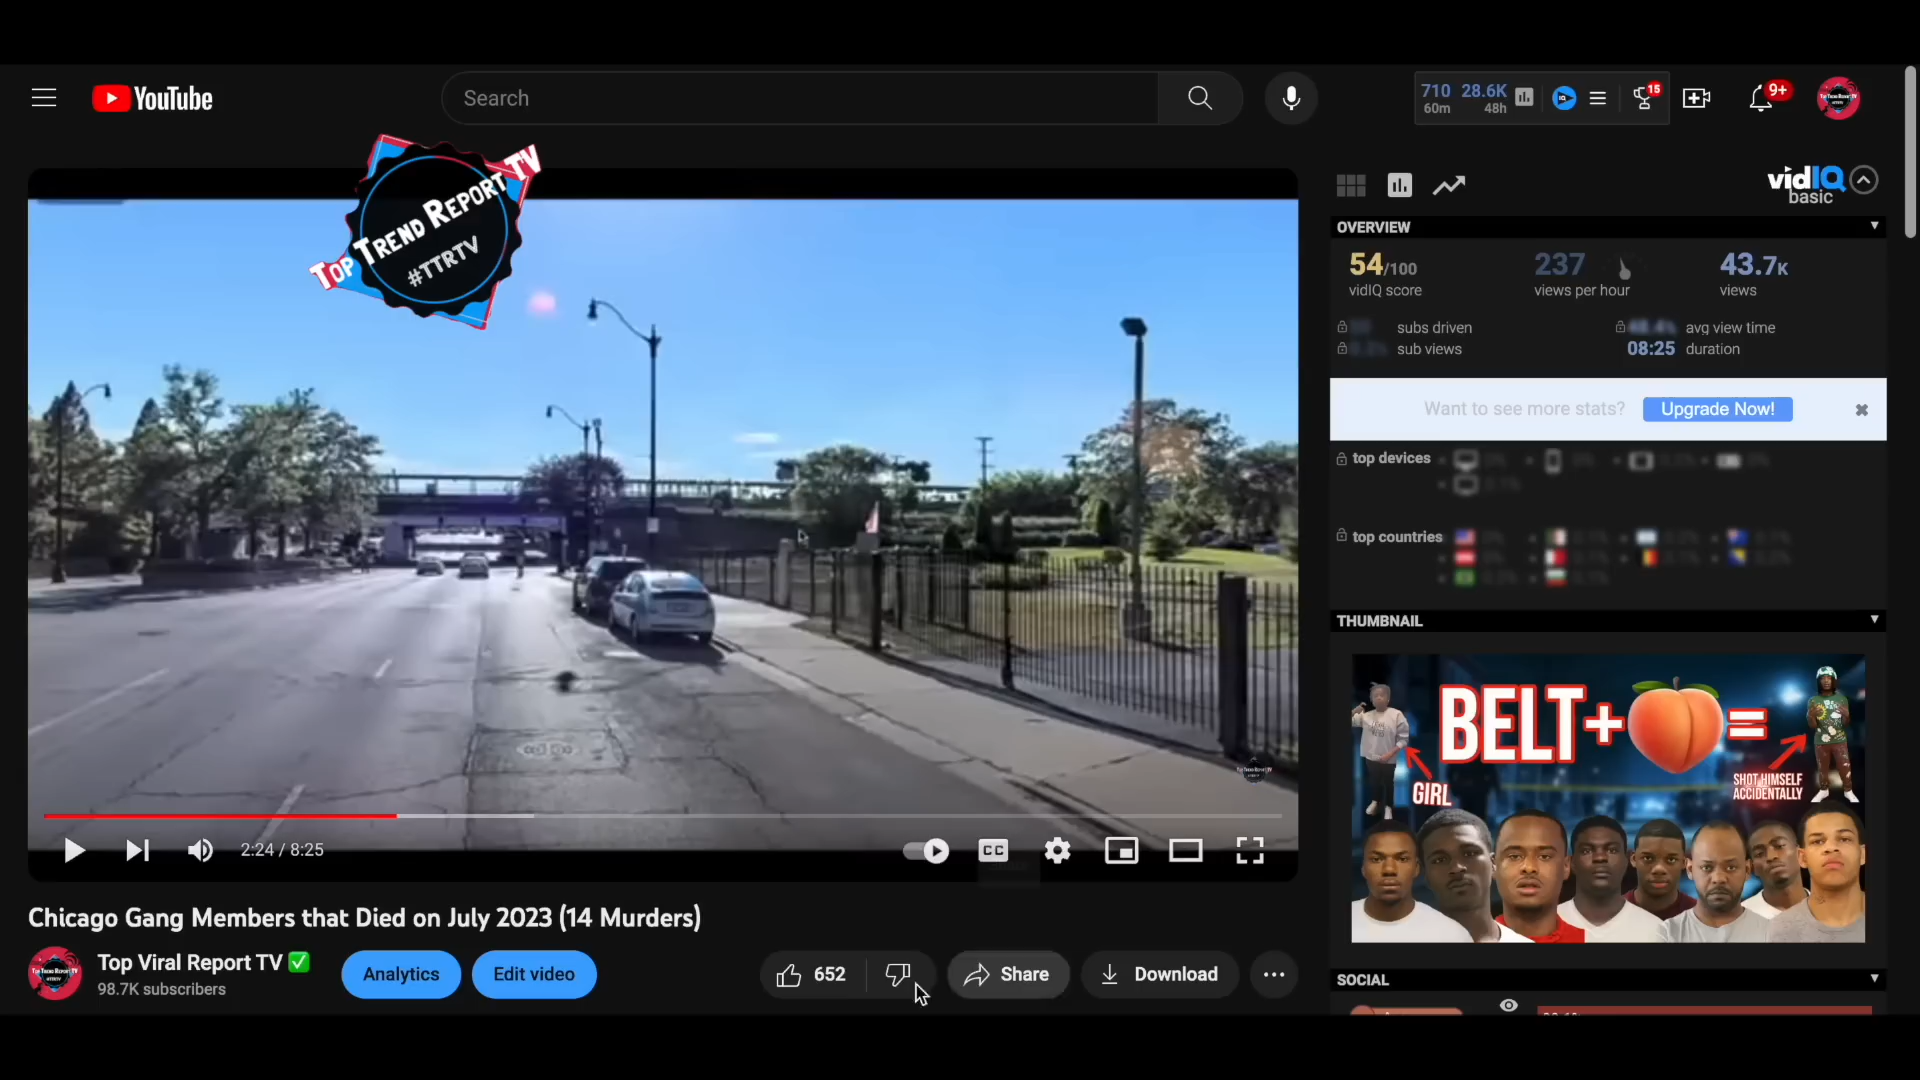 YouTube
Search
710
60m
28.6K
48h
15
9+
TOP TREND REPORT TV
#TTRTV
2:24 / 8:25
CC
Chicago Gang Members that Died on July 2023 (14 Murders)
Top Viral Report TV
98.7K subscribers
Analytics
Edit video
652
Share
Download
vidIQ
basic
OVERVIEW
54/100
vidIQ score
237
views per hour
43.7K
views
subs driven
avg view time
sub views
08:25 duration
Want to see more stats?
Upgrade Now!
top devices
top countries
THUMBNAIL
BELT+
=
GIRL
SHOT HIMSELF
ACCIDENTALLY
SOCIAL